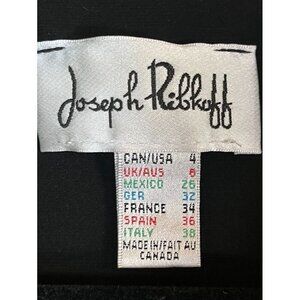 Joseph Ribkoff
CAN/USA 4
UK/AUS 6
MEXICO 26
GER 32
FRANCE 34
SPAIN 36
ITALY 38
MADE IN/FAIT AU
CANADA